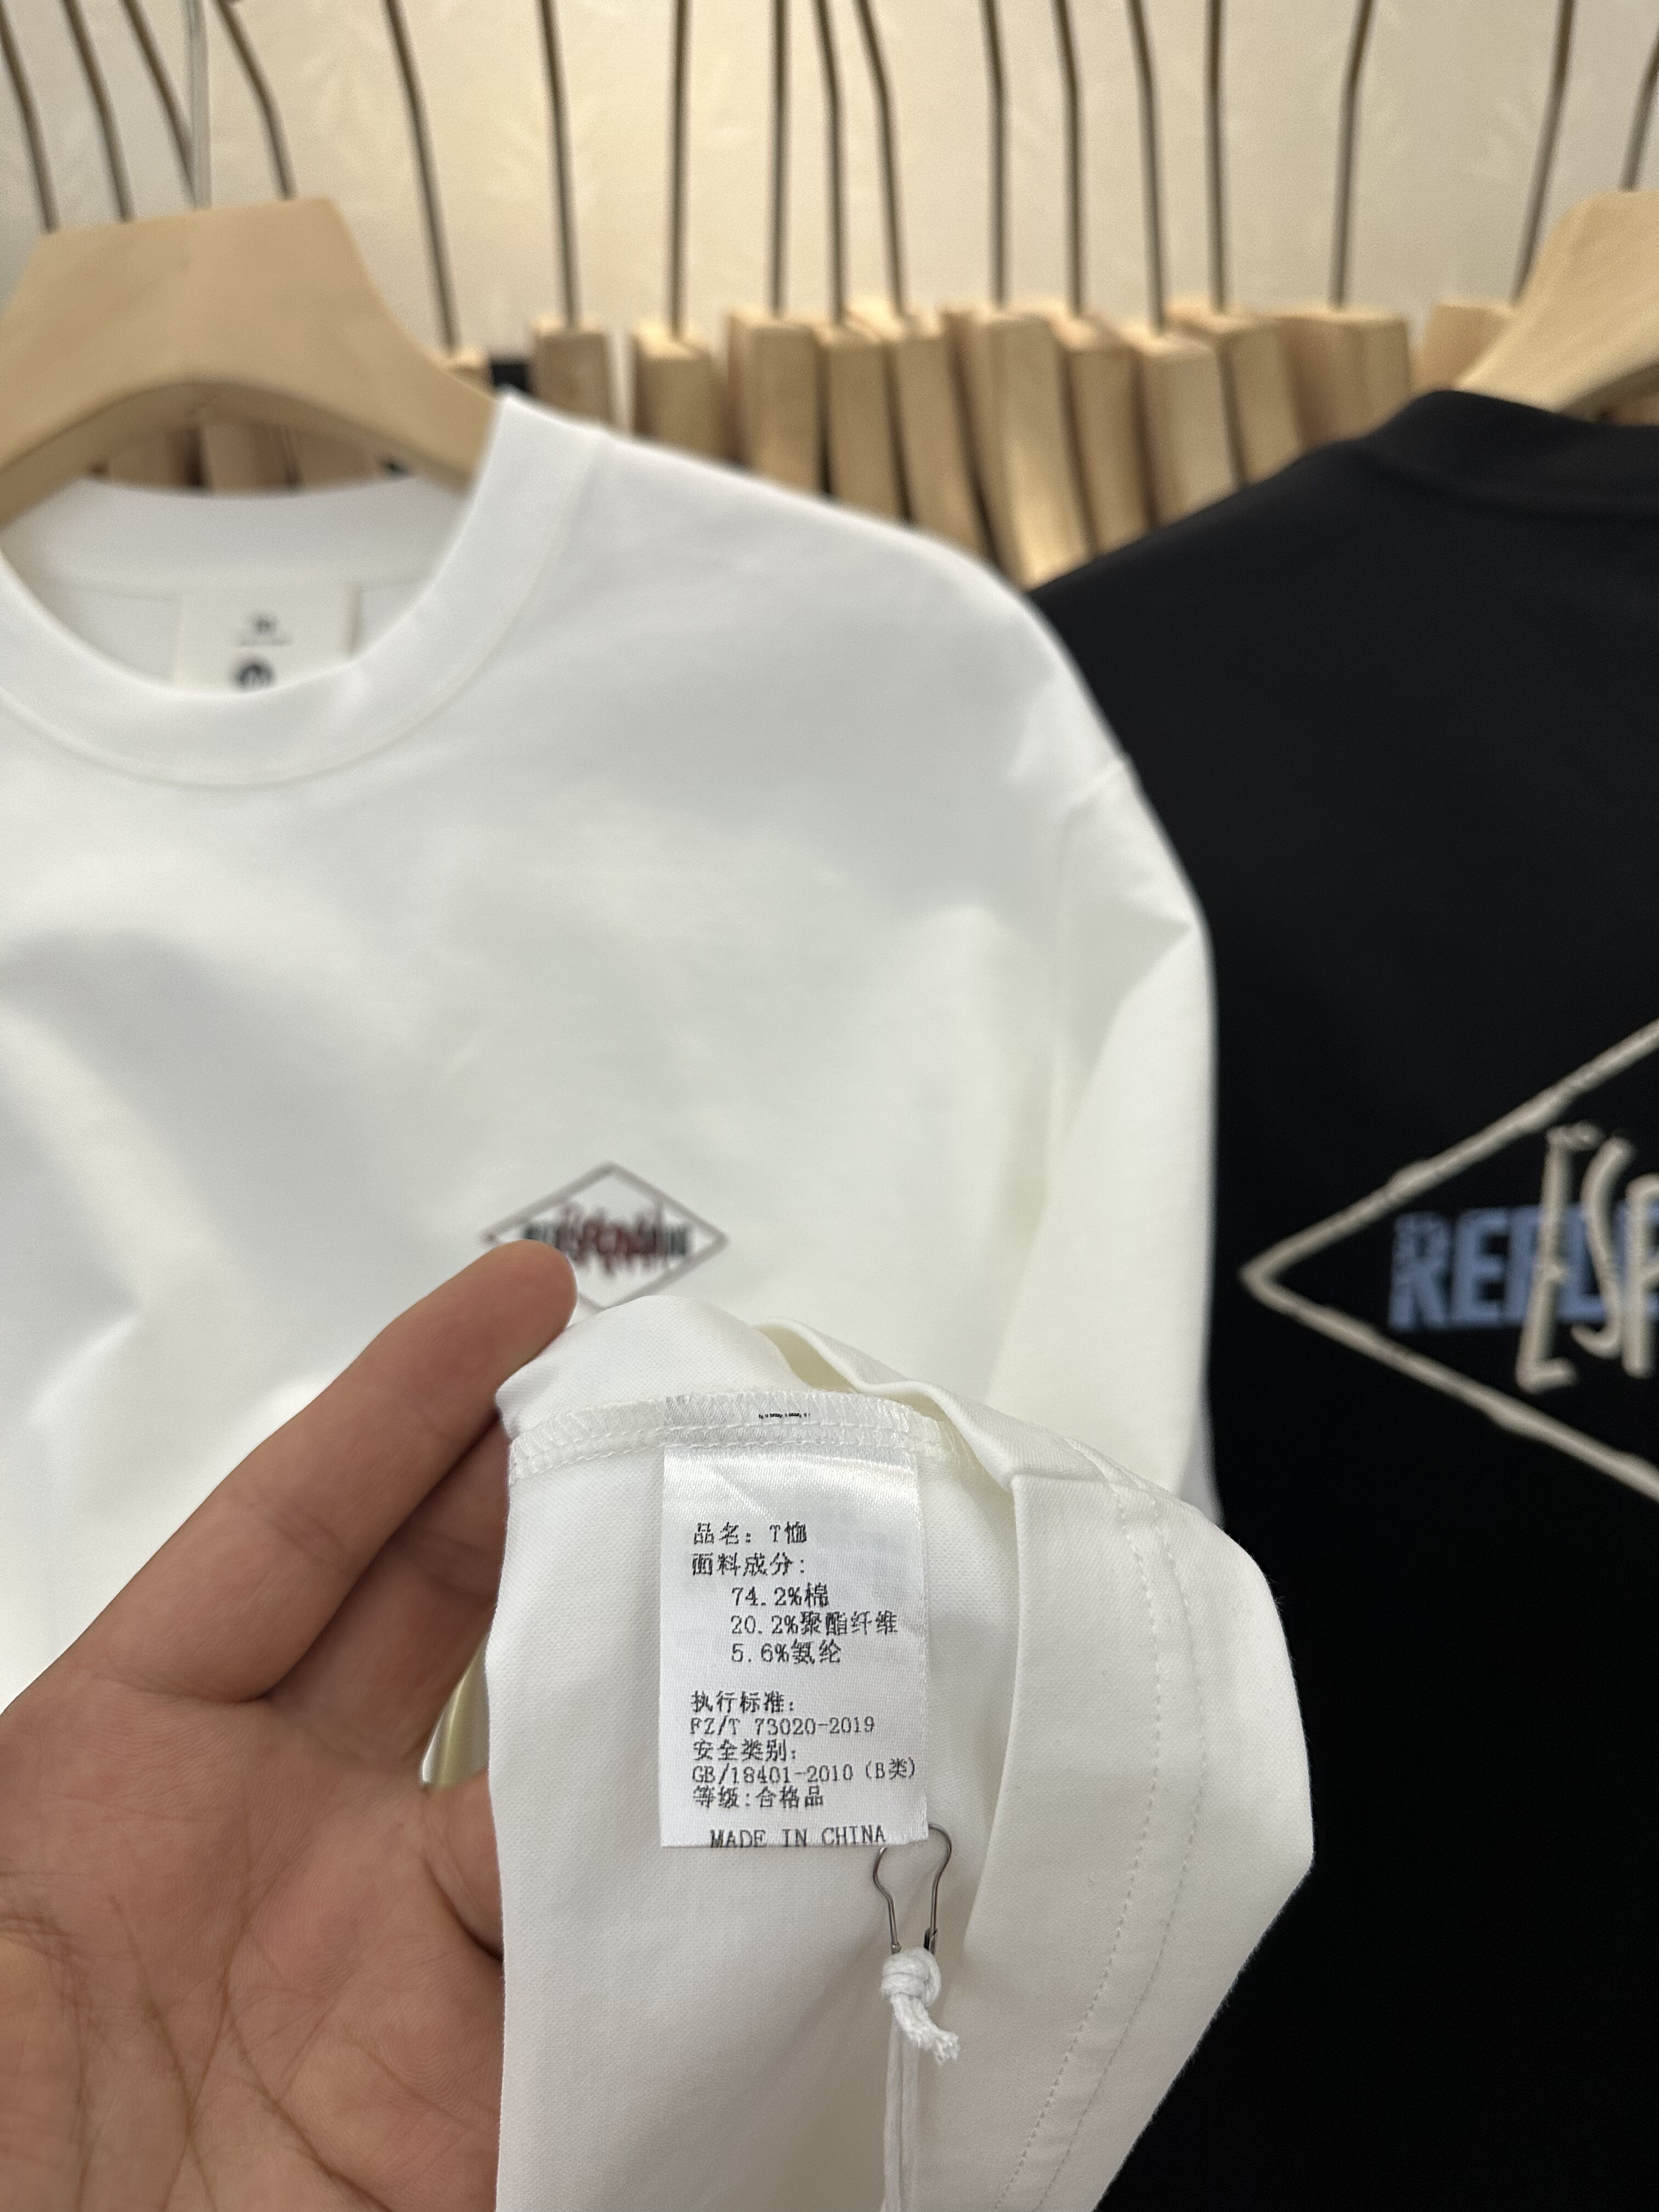 品名：T恤
面料成分：
74.2%棉
20.2%聚酯纤维
5.6%氨纶
执行标准：
FZ/T 73020-2019
安全类别：
GB/18401-2010（B类）
等级:合格品
MADE IN CHINA